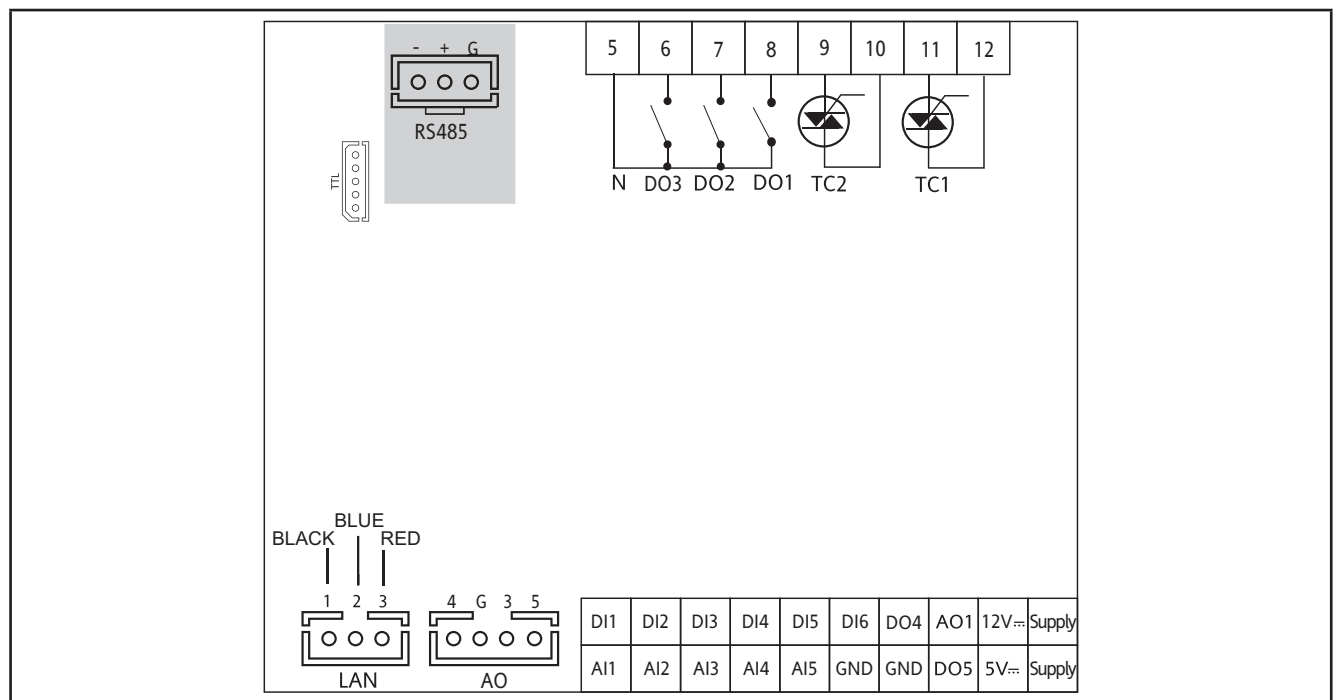 - + G
RS485
TTL
5 6 7 8 9 10 11 12
N DO3 DO2 DO1 TC2 TC1
BLUE
BLACK RED
1 2 3
LAN
4 G 3 5
AO
DI1 DI2 DI3 DI4 DI5 DI6 DO4 AO1 12V⎓ Supply
AI1 AI2 AI3 AI4 AI5 GND GND DO5 5V⎓ Supply